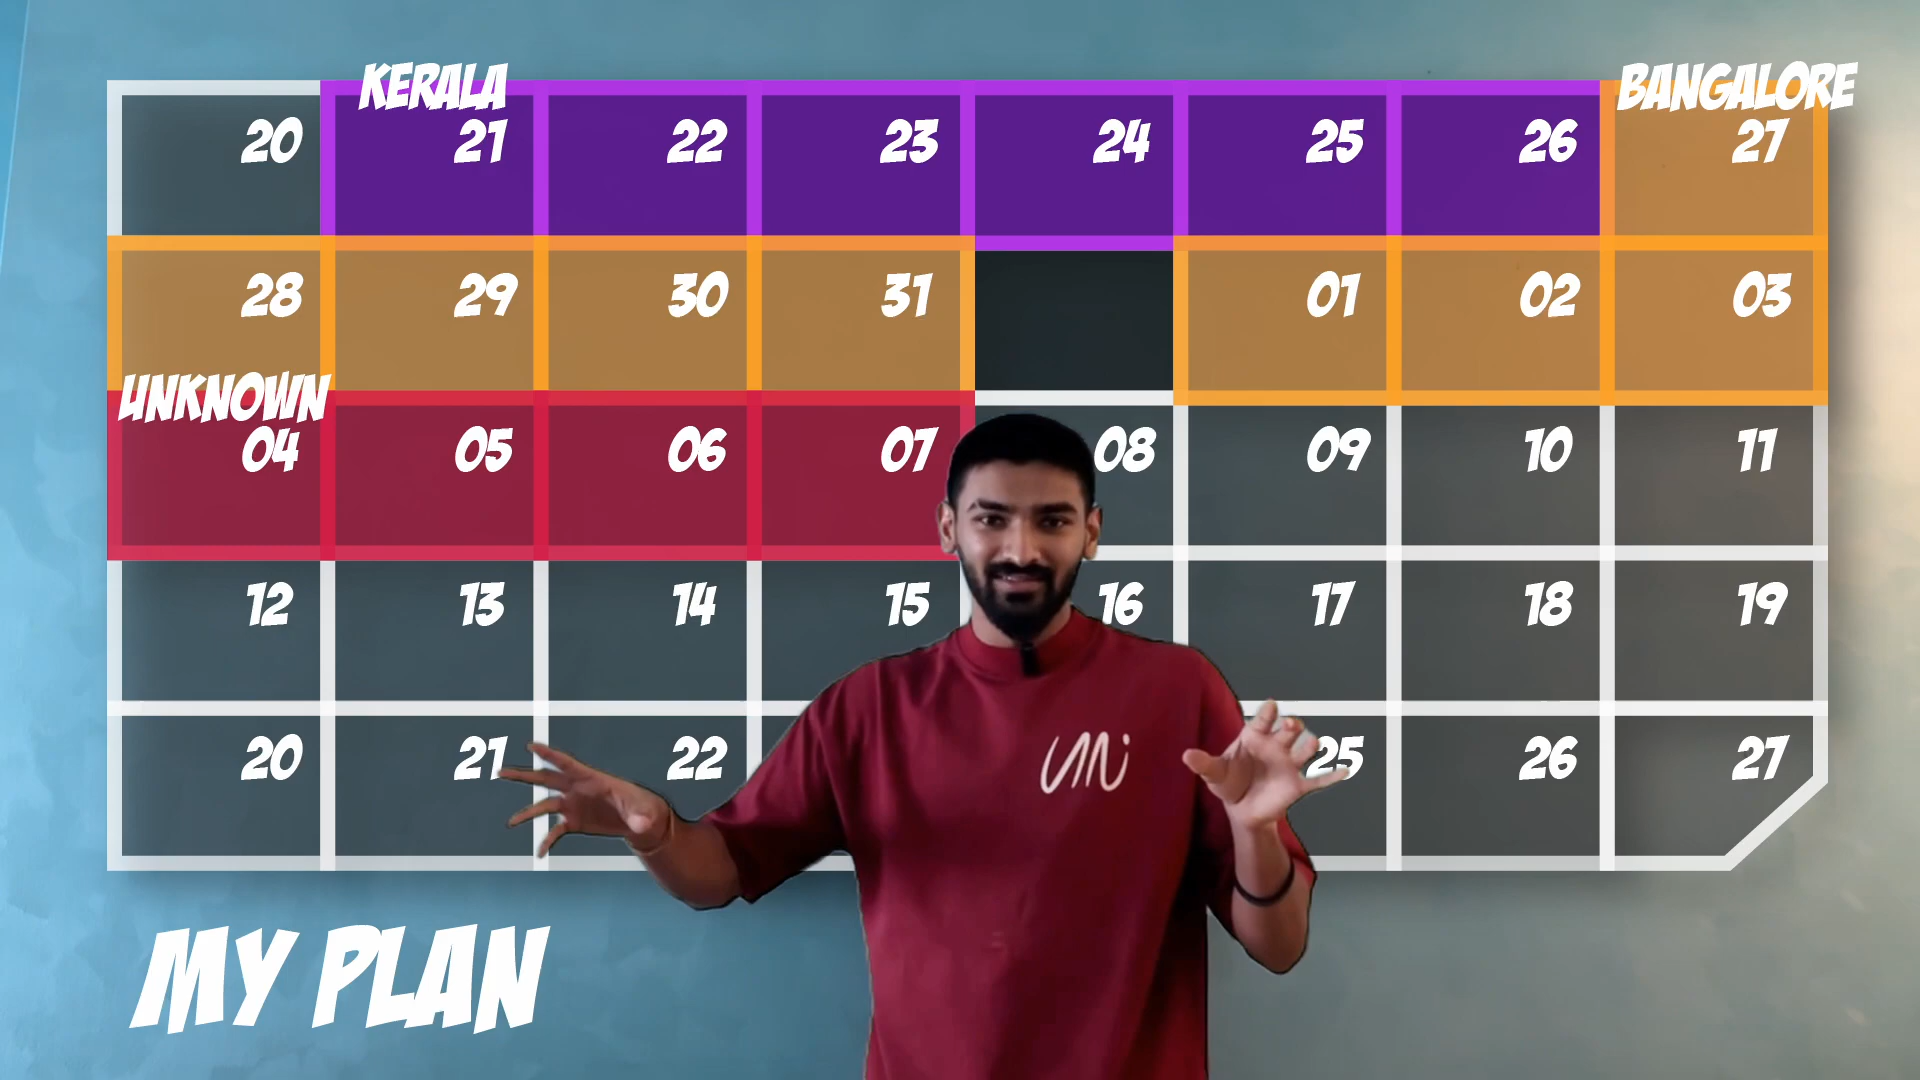 KERALA
BANGALORE
20 21 22 23 24 25 26 27
28 29 30 31 01 02 03
UNKNOWN
04 05 06 07 08 09 10 11
12 13 14 15 16 17 18 19
20 21 22 25 26 27
MY PLAN